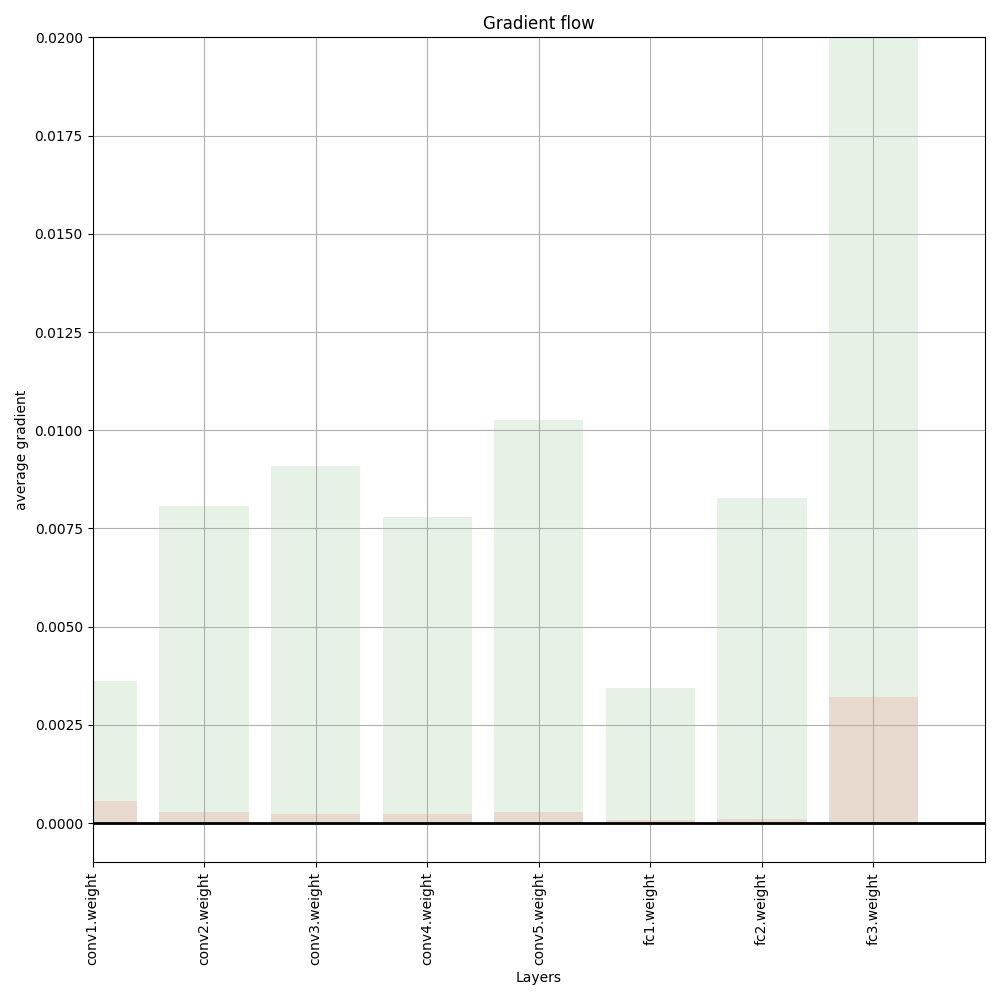 Gradient flow
0.0200
0.0175
0.0150
0.0125
0.0100
0.0075
0.0050
0.0025
0.0000
average gradient
conv1.weight
conv2.weight
conv3.weight
conv4.weight
conv5.weight
fc1.weight
fc2.weight
fc3.weight
Layers